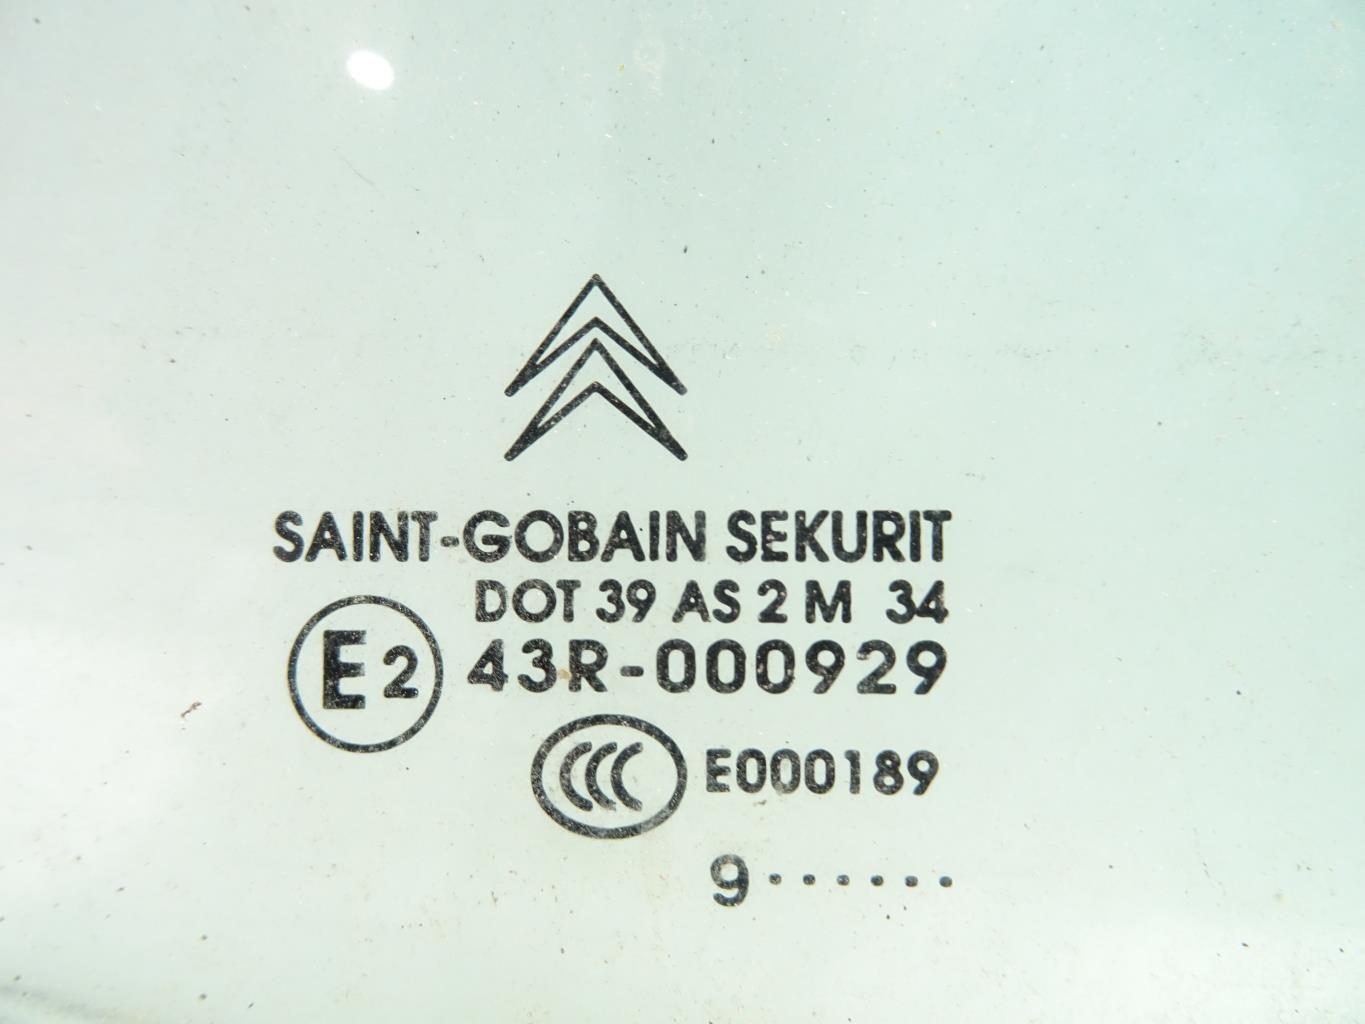 SAINT-GOBAIN SEKURIT
DOT 39 AS 2 M 34
E2 43R-000929
CCC E000189
9 ······